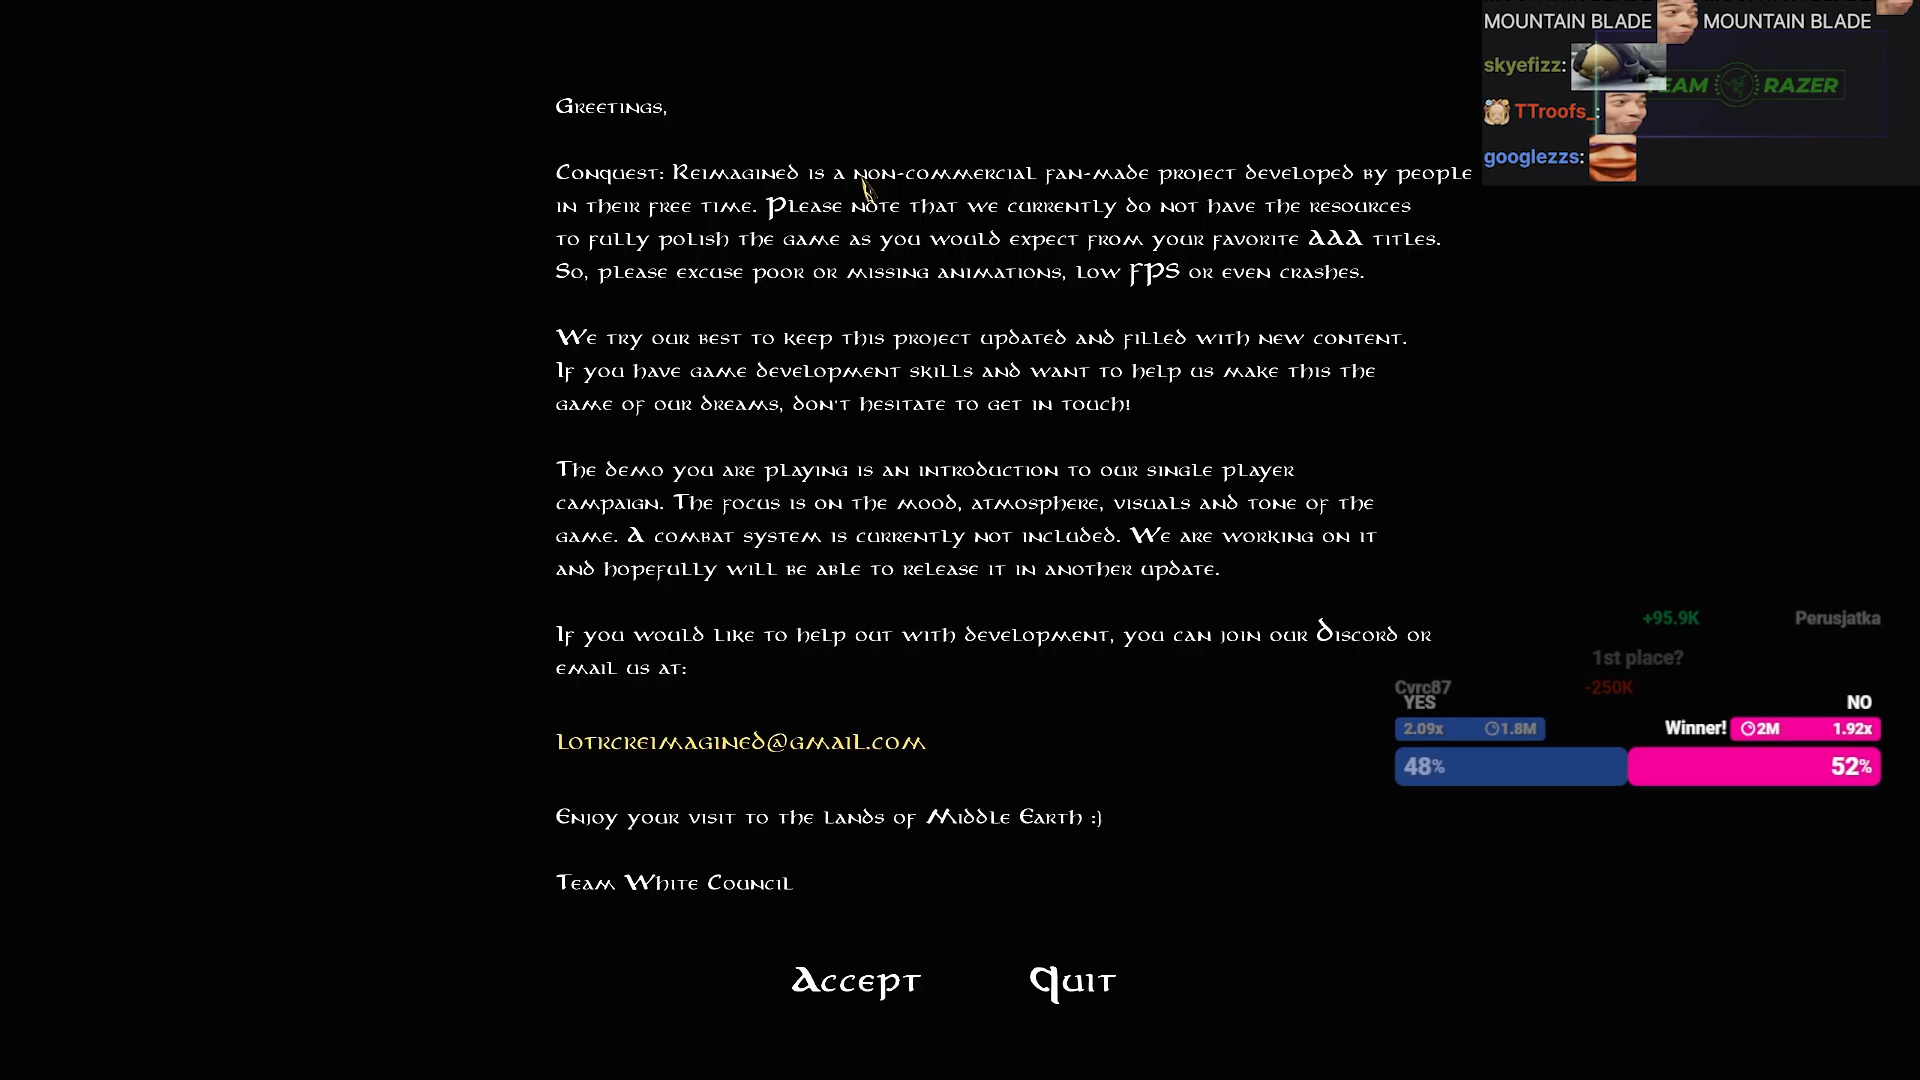 MOUNTAIN BLADE MOUNTAIN BLADE
skyefizz:
TEAM RAZER
TTroofs_:
googlezzs:
Greetings,
Conquest: Reimagined is a non-commercial fan-made project developed by people
in their free time. Please note that we currently do not have the resources
to fully polish the game as you would expect from your favorite AAA titles.
So, please excuse poor or missing animations, low FPS or even crashes.
We try our best to keep this project updated and filled with new content.
If you have game development skills and want to help us make this the
game of our dreams, don't hesitate to get in touch!
The demo you are playing is an introduction to our single player
campaign. The focus is on the mood, atmosphere, visuals and tone of the
game. A combat system is currently not included. We are working on it
and hopefully will be able to release it in another update.
If you would like to help out with development, you can join our Discord or
email us at:
lotrcreimagined@gmail.com
Enjoy your visit to the lands of Middle Earth :)
Team White Council
Accept Quit
+95.9K Perusjatka
1st place?
Cvrc87 -250K
YES NO
2.09x 1.8M Winner! 2M 1.92x
48% 52%